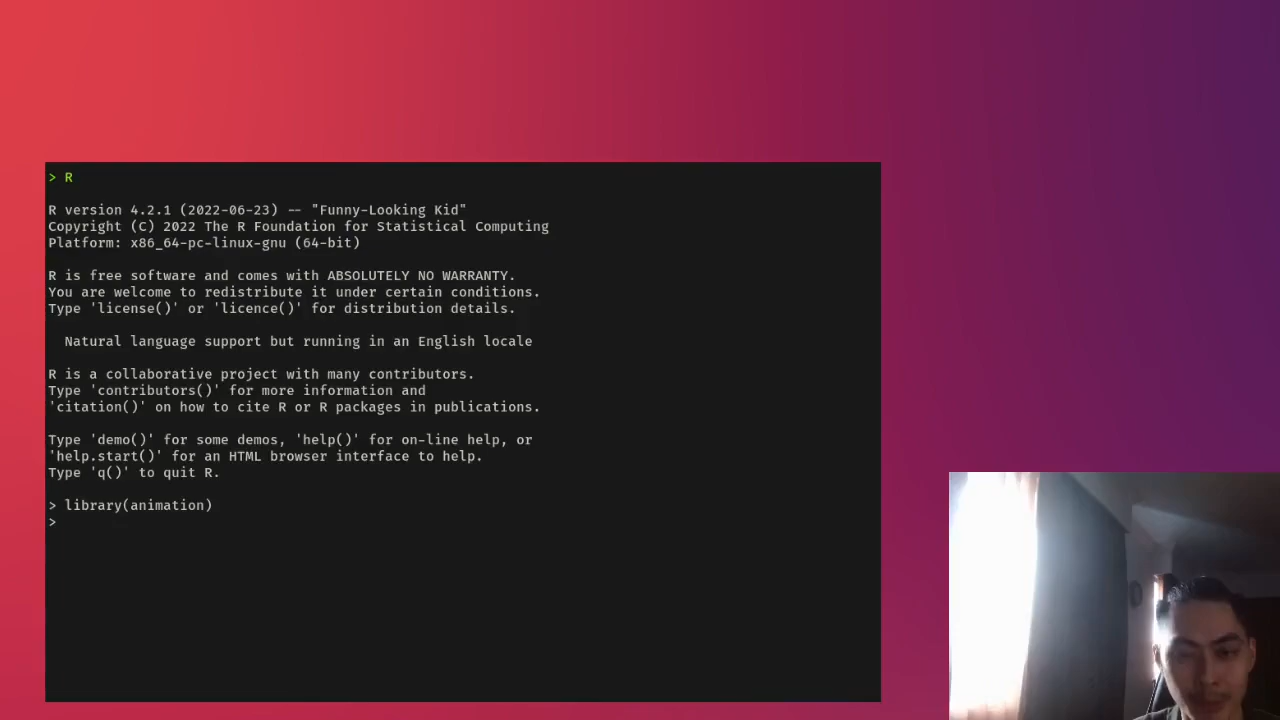 > R
R version 4.2.1 (2022-06-23) -- "Funny-Looking Kid"
Copyright (C) 2022 The R Foundation for Statistical Computing
Platform: x86_64-pc-linux-gnu (64-bit)
R is free software and comes with ABSOLUTELY NO WARRANTY.
You are welcome to redistribute it under certain conditions.
Type 'license()' or 'licence()' for distribution details.
Natural language support but running in an English locale
R is a collaborative project with many contributors.
Type 'contributors()' for more information and
'citation()' on how to cite R or R packages in publications.
Type 'demo()' for some demos, 'help()' for on-line help, or
'help.start()' for an HTML browser interface to help.
Type 'q()' to quit R.
> library(animation)
>